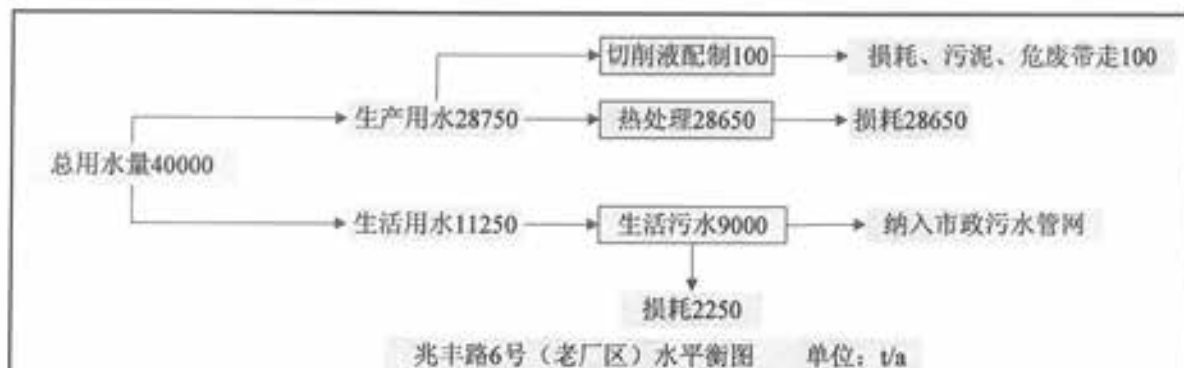 切削液配制100
损耗、污泥、危废带走100
生产用水28750
热处理28650
损耗28650
总用水量40000
生活用水11250
生活污水9000
纳入市政污水管网
损耗2250
兆丰路6号（老厂区）水平衡图 单位：t/a